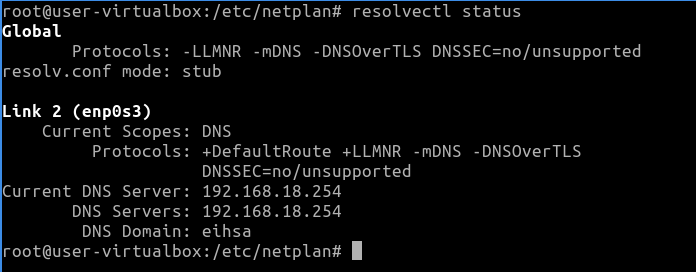 root@user-virtualbox:/etc/netplan# resolvectl status
Global
Protocols: -LLMNR -mDNS -DNSOverTLS DNSSEC=no/unsupported
resolv.conf mode: stub
Link 2 (enp0s3)
Current Scopes: DNS
Protocols: +DefaultRoute +LLMNR -mDNS -DNSOverTLS
DNSSEC=no/unsupported
Current DNS Server: 192.168.18.254
DNS Servers: 192.168.18.254
DNS Domain: eihsa
root@user-virtualbox:/etc/netplan#